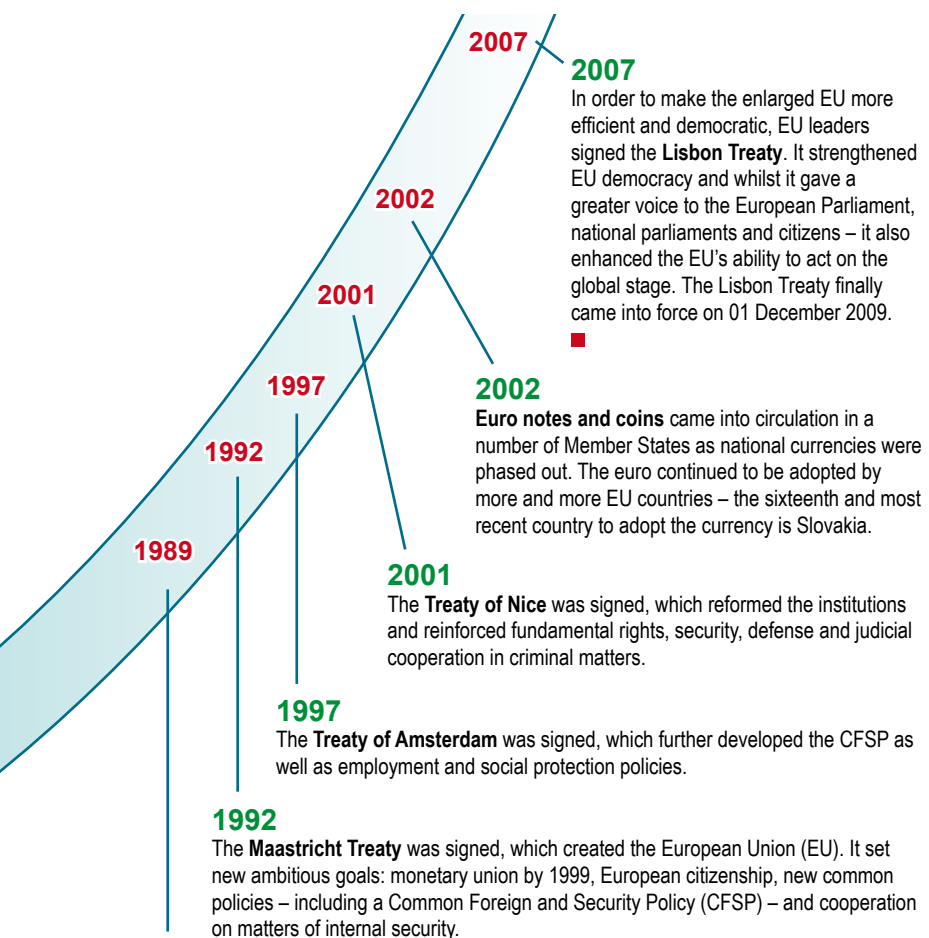 2007
2007
In order to make the enlarged EU more
efficient and democratic, EU leaders
signed the Lisbon Treaty. It strengthened
EU democracy and whilst it gave a
greater voice to the European Parliament,
national parliaments and citizens – it also
enhanced the EU's ability to act on the
global stage. The Lisbon Treaty finally
came into force on 01 December 2009.
2002
2002
Euro notes and coins came into circulation in a
number of Member States as national currencies were
phased out. The euro continued to be adopted by
more and more EU countries – the sixteenth and most
recent country to adopt the currency is Slovakia.
2001
2001
The Treaty of Nice was signed, which reformed the institutions
and reinforced fundamental rights, security, defense and judicial
cooperation in criminal matters.
1997
1997
The Treaty of Amsterdam was signed, which further developed the CFSP as
well as employment and social protection policies.
1992
1992
The Maastricht Treaty was signed, which created the European Union (EU). It set
new ambitious goals: monetary union by 1999, European citizenship, new common
policies – including a Common Foreign and Security Policy (CFSP) – and cooperation
on matters of internal security.
1989